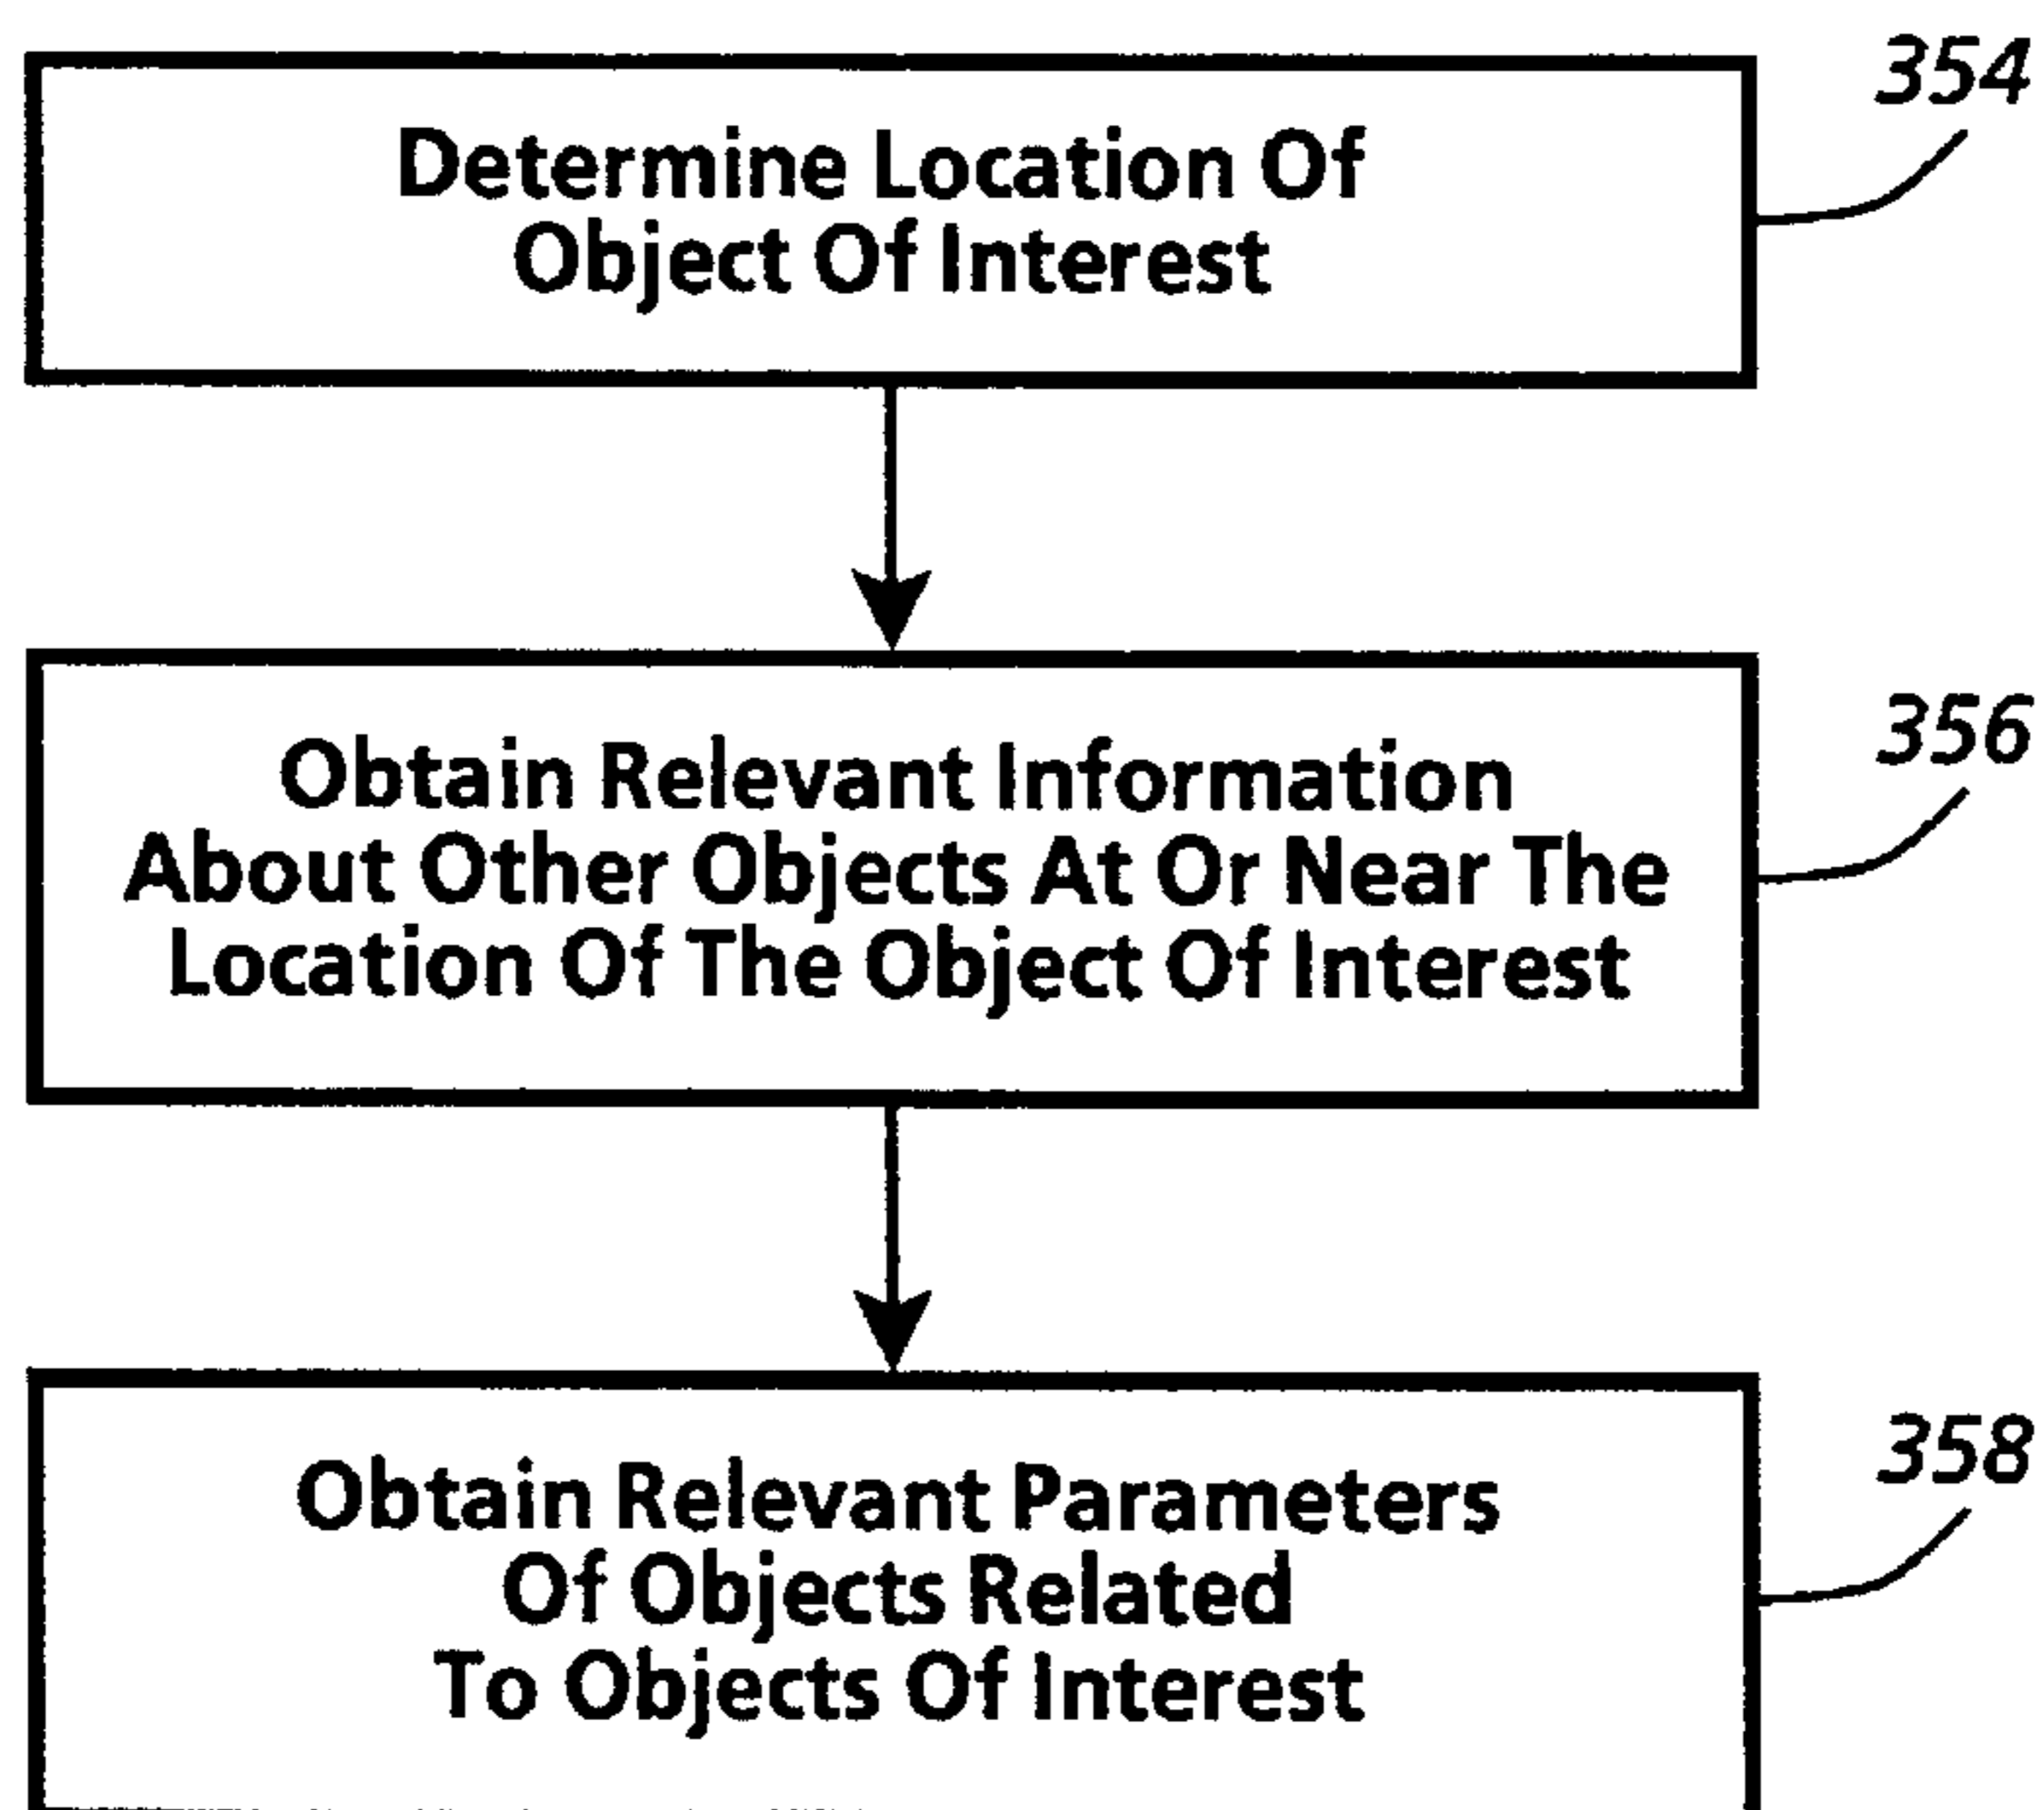 354
Determine Location Of
Object Of Interest
356
Obtain Relevant Information
About Other Objects At Or Near The
Location Of The Object Of Interest
358
Obtain Relevant Parameters
Of Objects Related
To Objects Of Interest